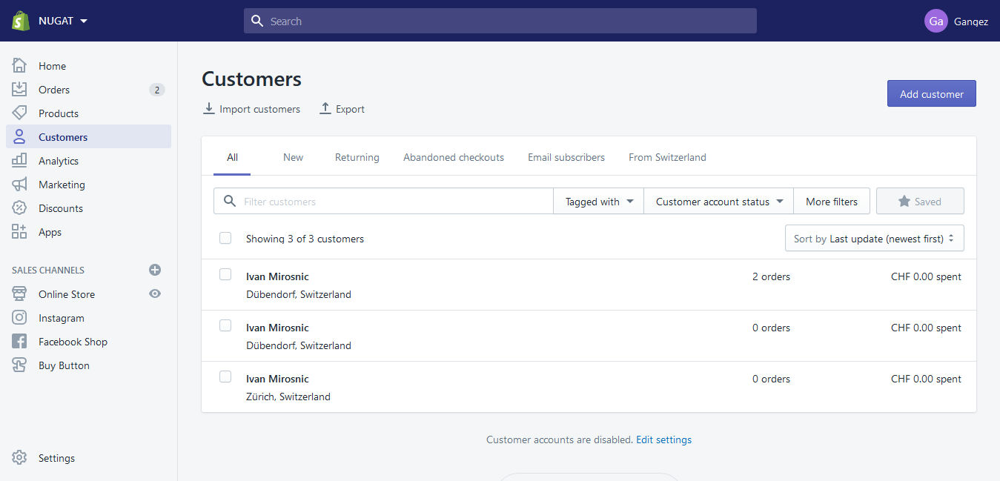 NUGAT
Search
Ga
Gangez
Home
Orders
2
Products
Customers
Analytics
Marketing
Discounts
Apps
SALES CHANNELS
Online Store
Instagram
Facebook Shop
Buy Button
Settings
Customers
Import customers
Export
Add customer
All
New
Returning
Abandoned checkouts
Email subscribers
From Switzerland
Filter customers
Tagged with
Customer account status
More filters
Saved
Showing 3 of 3 customers
Sort by Last update (newest first)
Ivan Mirosnic
2 orders
CHF 0.00 spent
Dübendorf, Switzerland
Ivan Mirosnic
0 orders
CHF 0.00 spent
Dübendorf, Switzerland
Ivan Mirosnic
0 orders
CHF 0.00 spent
Zürich, Switzerland
Customer accounts are disabled. Edit settings